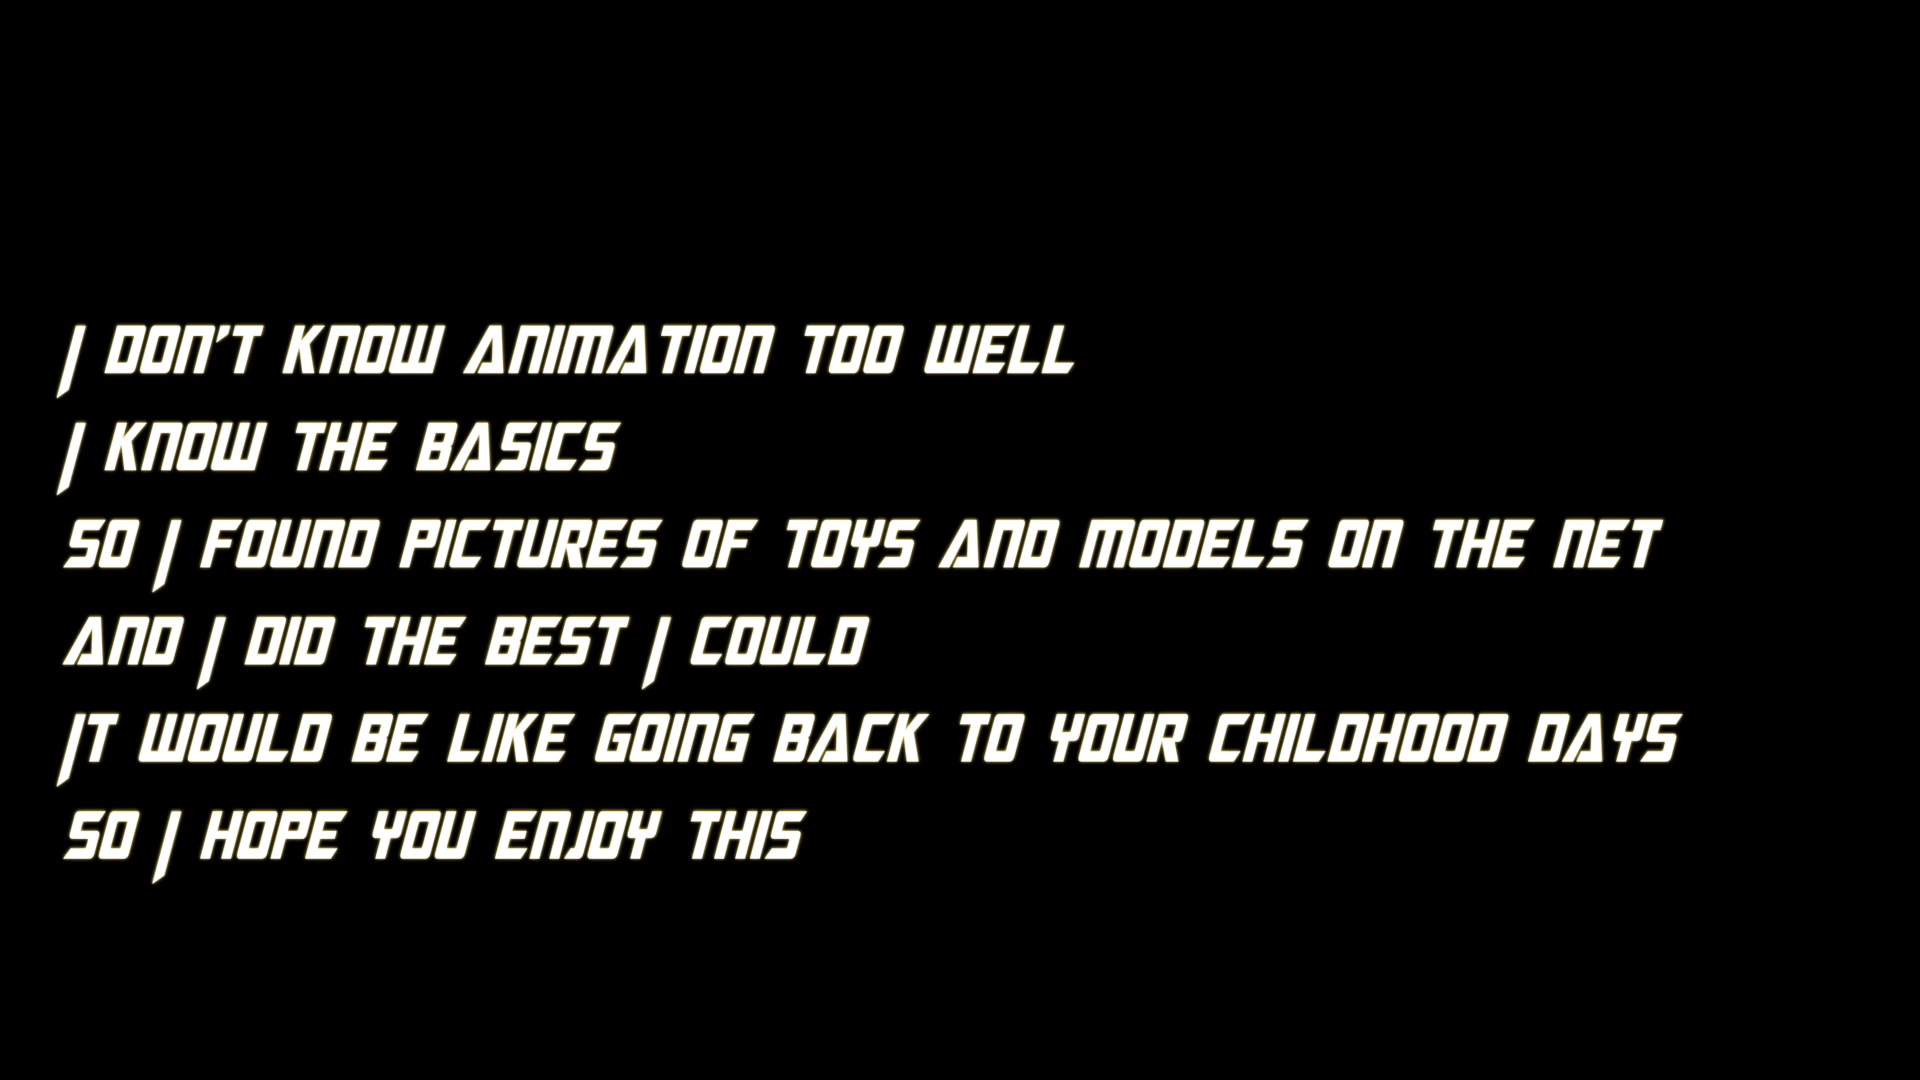 I DON'T KNOW ANIMATION TOO WELL
I KNOW THE BASICS
SO I FOUND PICTURES OF TOYS AND MODELS ON THE NET
AND I DID THE BEST I COULD
IT WOULD BE LIKE GOING BACK TO YOUR CHILDHOOD DAYS
SO I HOPE YOU ENJOY THIS